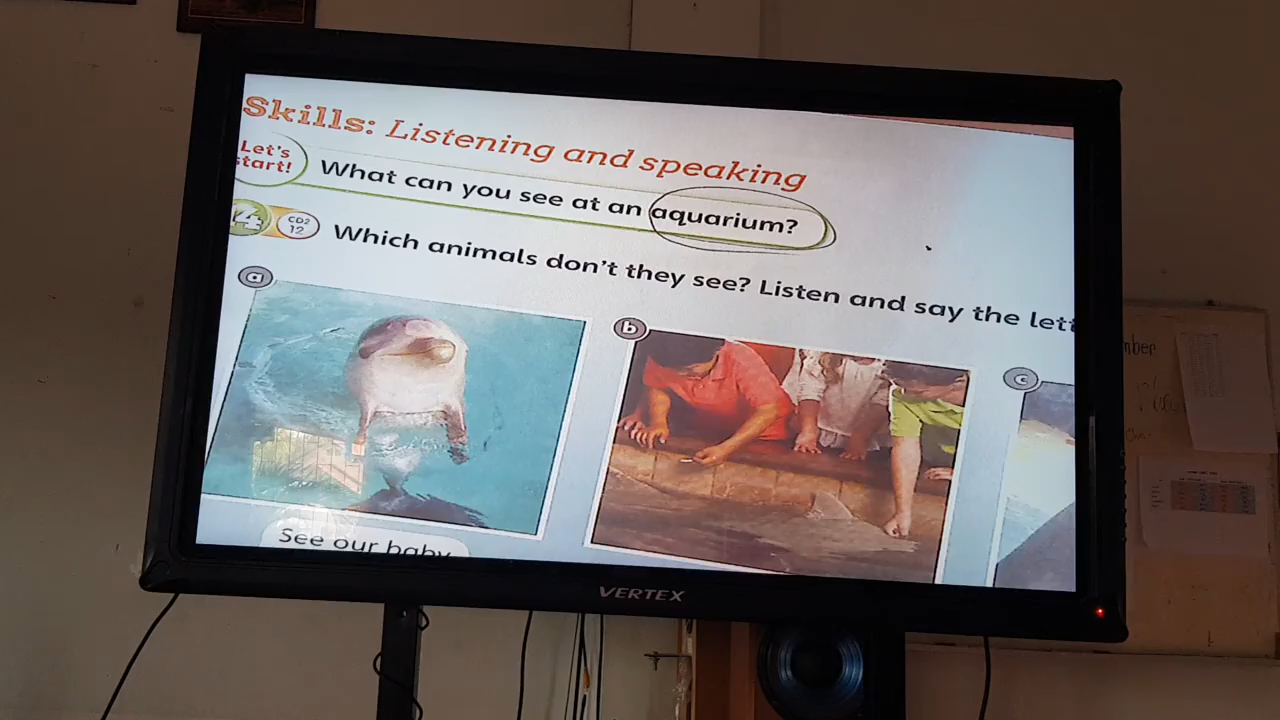 Skills: Listening and speaking
Let's
start!
What can you see at an aquarium?
4
CD2
12
Which animals don't they see? Listen and say the lett
a
b
c
See our baby
VERTEX
mber